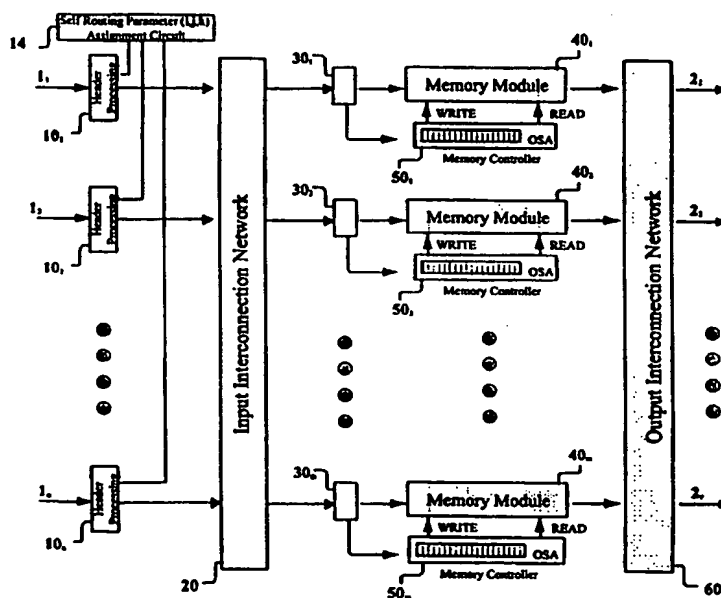 Self Routing Parameter (i,j,k)
Assignment Circuit
14
1₁
Header
Processing
10₁
30₁
40₁
Memory Module
WRITE
READ
OSA
50₁
Memory Controller
2₁
1₂
Header
Processing
10₂
30₂
40₂
Memory Module
WRITE
READ
OSA
50₂
Memory Controller
2₂
Input Interconnection Network
Output Interconnection Network
1ₙ
Header
Processing
10ₙ
30ₘ
40ₘ
Memory Module
WRITE
READ
OSA
50ₘ
Memory Controller
20
60